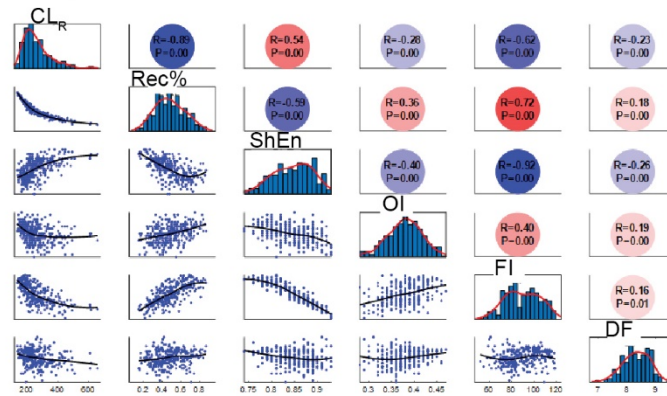 CL_R
R=-0.89 R=0.54 R=-0.28 R=-0.62 R=-0.23
P=0.00 P=0.00 P=0.00 P=0.00 P=0.00
Rec%
R=-0.59 R=0.36 R=0.72 R=0.18
P=0.00 P=0.00 P=0.00 P=0.00
ShEn
R=-0.40 R=-0.92 R=-0.26
P=0.00 P=0.00 P=0.00
OI
R=0.40 R=0.19
P=0.00 P=0.00
FI
R=0.16
P=0.01
DF
200 400 600 0.2 0.4 0.6 0.8 0.75 0.8 0.85 0.9 0.3 0.35 0.4 0.45 60 80 100 120 7 8 9